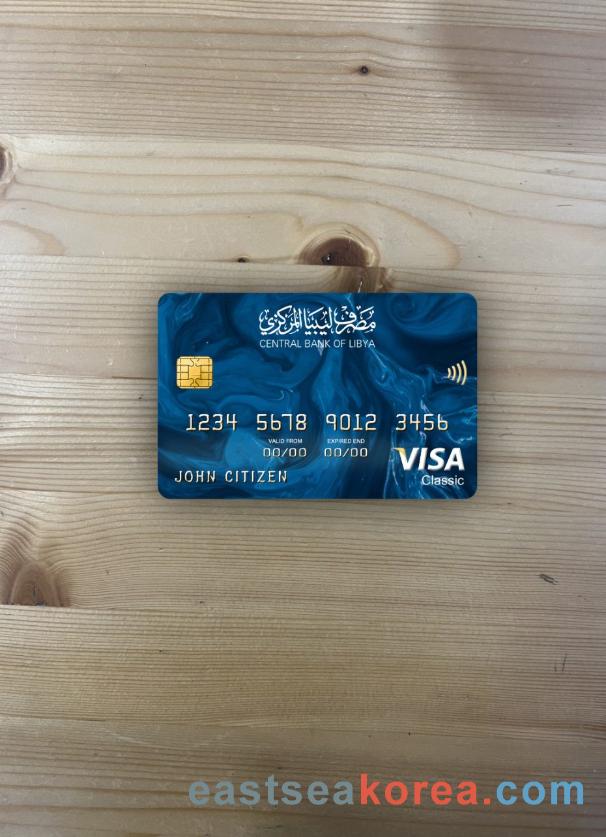 مصرف ليبيا المركزي
CENTRAL BANK OF LIBYA
1234 5678 9012 3456
VALID FROM EXPIRED END
00/00 00/00
VISA
JOHN CITIZEN
Classic
eastseakorea.com